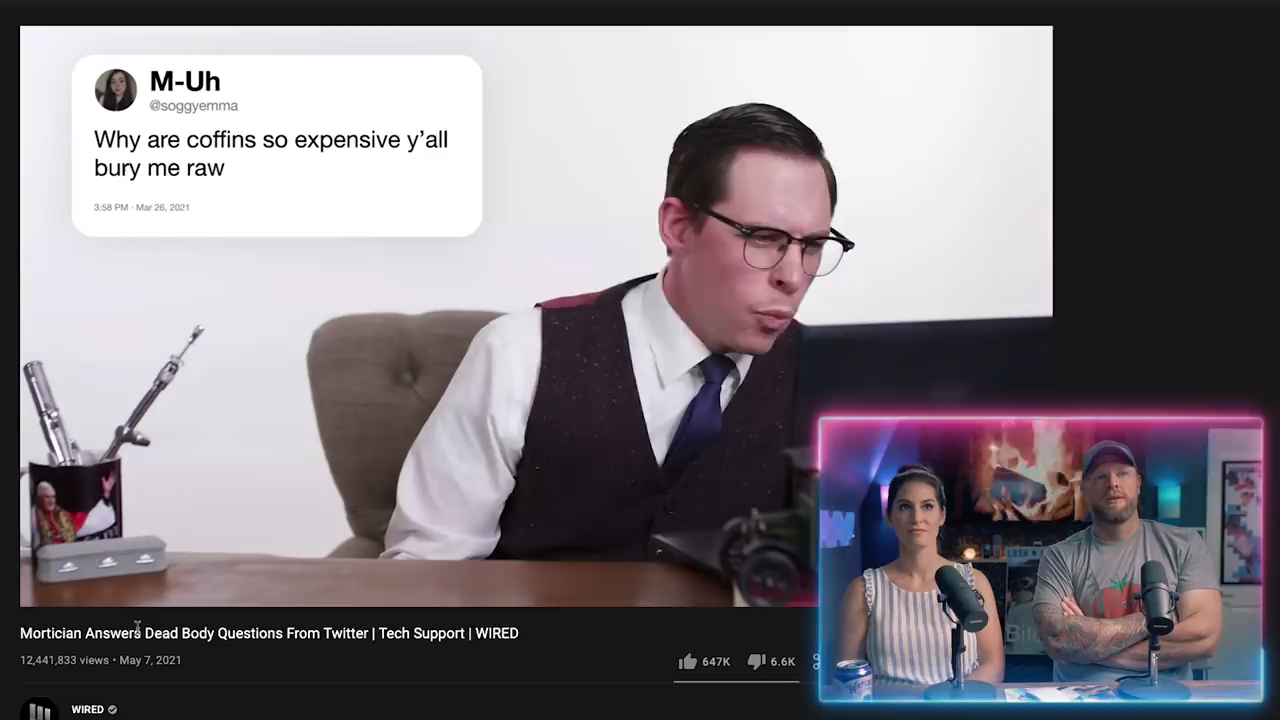 M-Uh
@soggyemma
Why are coffins so expensive y'all
bury me raw
3:58 PM · Mar 26, 2021
Mortician Answers Dead Body Questions From Twitter | Tech Support | WIRED
12,441,833 views • May 7, 2021
647K
6.6K
WIRED